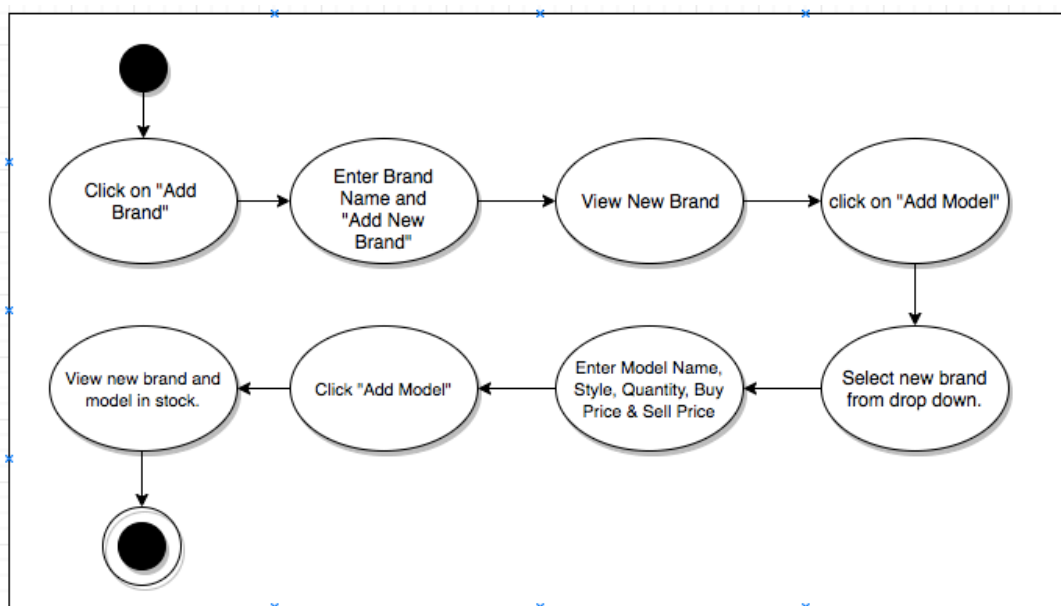 Click on "Add
Brand"
Enter Brand
Name and
"Add New
Brand"
View New Brand
click on "Add Model"
Select new brand
from drop down.
Enter Model Name,
Style, Quantity, Buy
Price & Sell Price
Click "Add Model"
View new brand and
model in stock.